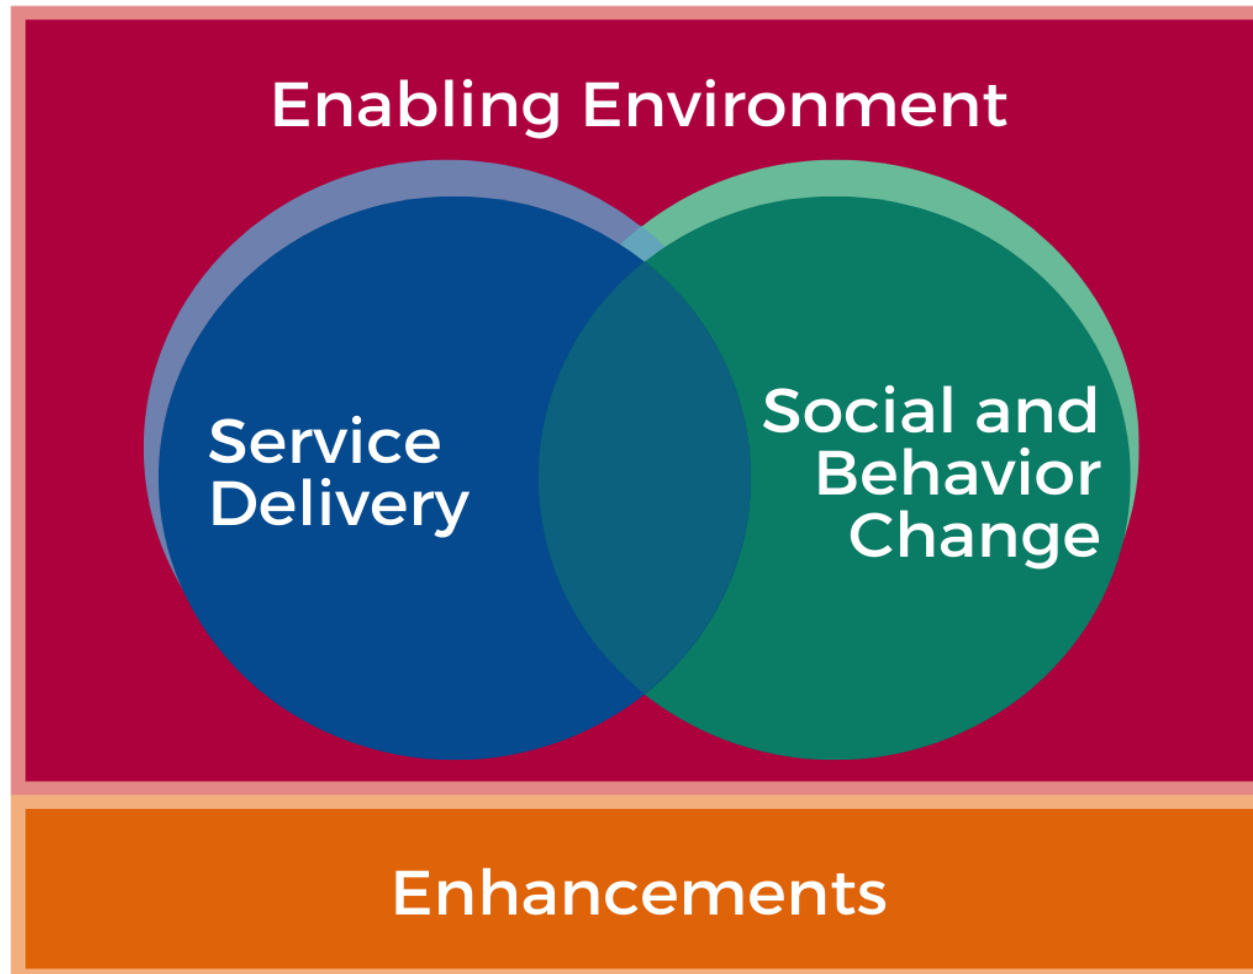 Enabling Environment
Service
Delivery
Social and
Behavior
Change
Enhancements